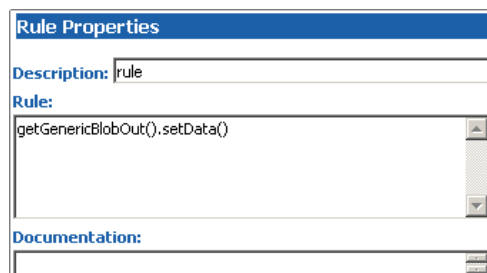 Rule Properties
Description: rule
Rule:
getGenericBlobOut().setData()
Documentation: